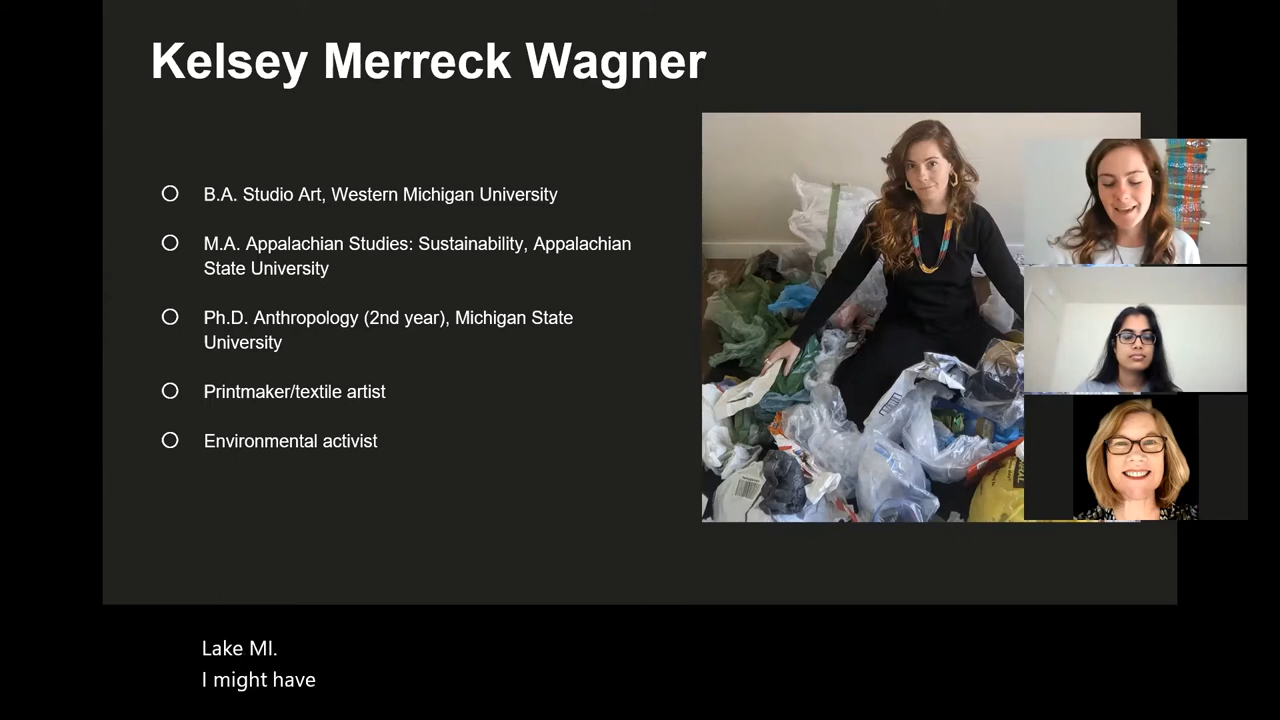 Kelsey Merreck Wagner
B.A. Studio Art, Western Michigan University
M.A. Appalachian Studies: Sustainability, Appalachian
State University
Ph.D. Anthropology (2nd year), Michigan State
University
Printmaker/textile artist
Environmental activist
Lake MI.
I might have